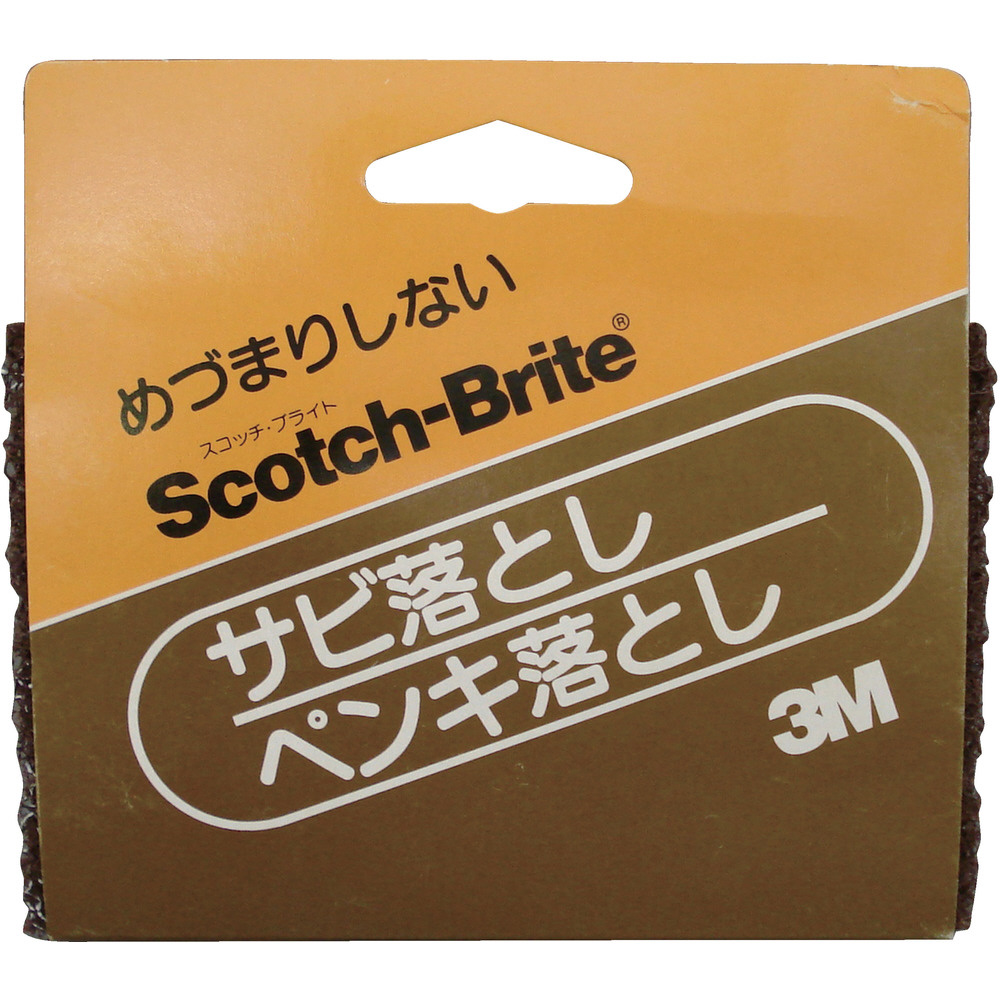 めづまりしない
スコッチ・ブライト
Scotch-Brite®
サビ落とし
ペンキ落とし
3M